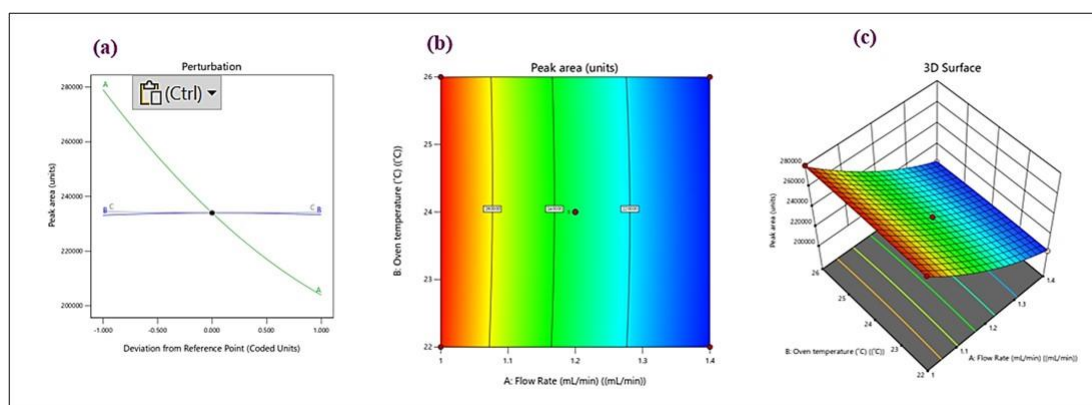 (a)
Perturbation
(Ctrl)
280000
260000
240000
220000
200000
Peak area (units)
A
B
C
C
B
A
-1.000
-0.500
0.000
0.500
1.000
Deviation from Reference Point (Coded Units)
(b)
Peak area (units)
26
25
24
23
22
B: Oven temperature (˚C) ((˚C))
1
1.1
1.2
1.3
1.4
A: Flow Rate (mL/min) ((mL/min))
(c)
3D Surface
280000
260000
240000
220000
200000
Peak area (units)
26
25
24
23
22
B: Oven temperature (˚C) ((˚C))
1
1.1
1.2
1.3
1.4
A: Flow Rate (mL/min) ((mL/min))